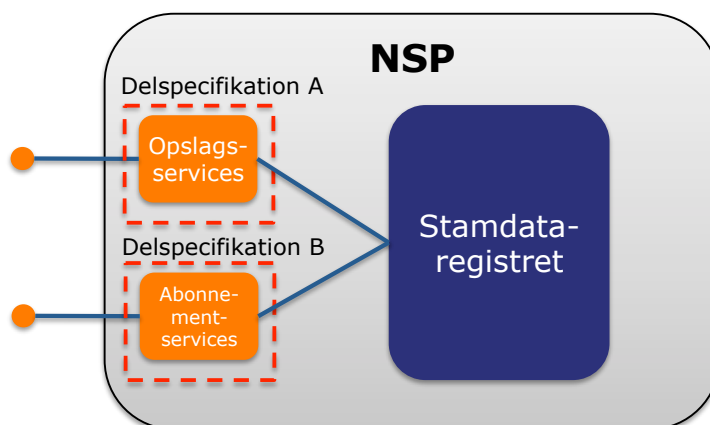 NSP
Delspecifikation A
Opslags-
services
Delspecifikation B
Abonne-
ment-
services
Stamdata-
registret